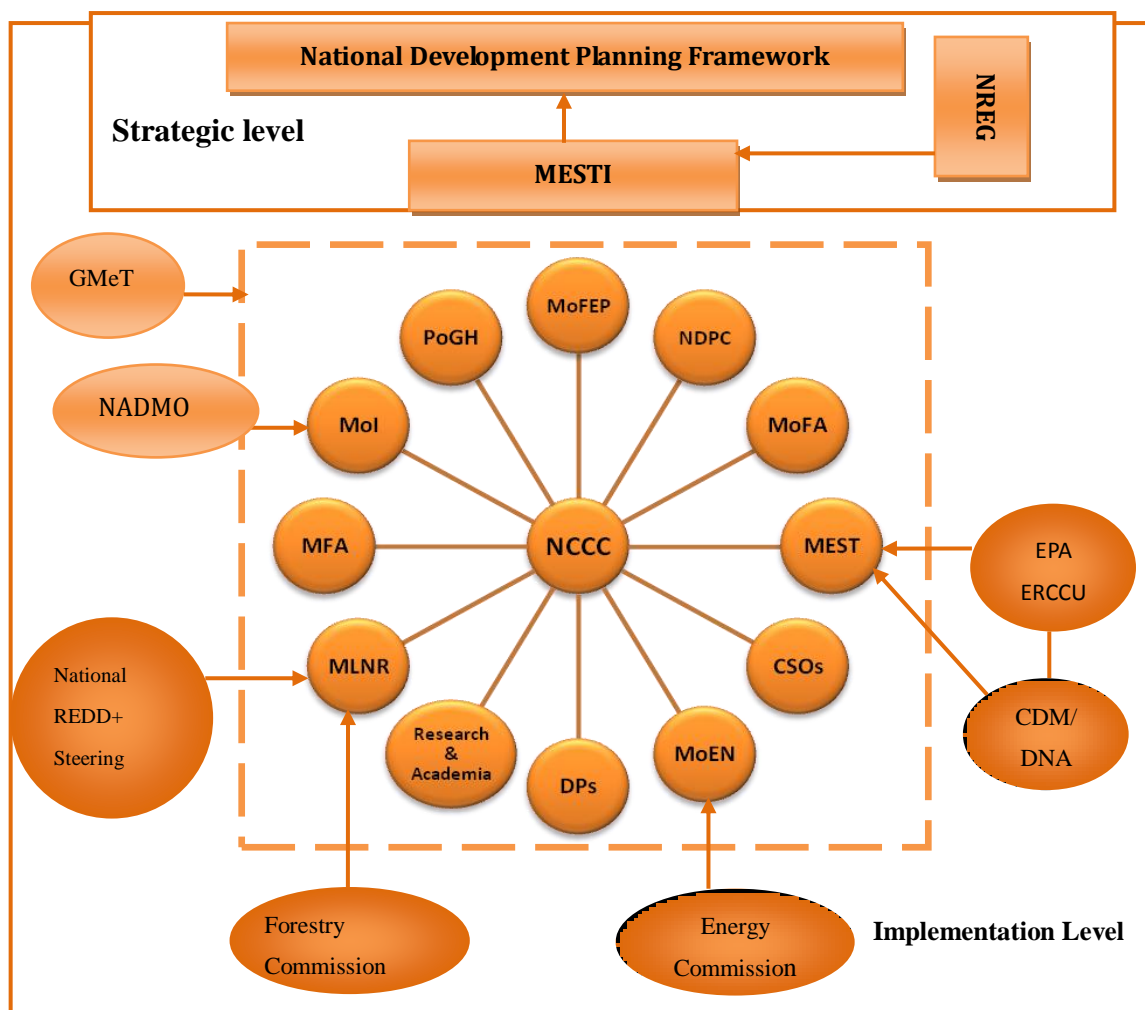 National Development Planning Framework
NREG
Strategic level
MESTI
GMeT
MoFEP
PoGH
NDPC
NADMO
MoI
MoFA
MFA
NCCC
MEST
EPA
ERCCU
National
REDD+
Steering
MLNR
CSOs
CDM/
DNA
Research
&
Academia
MoEN
DPs
Forestry
Commission
Energy
Commission
Implementation Level